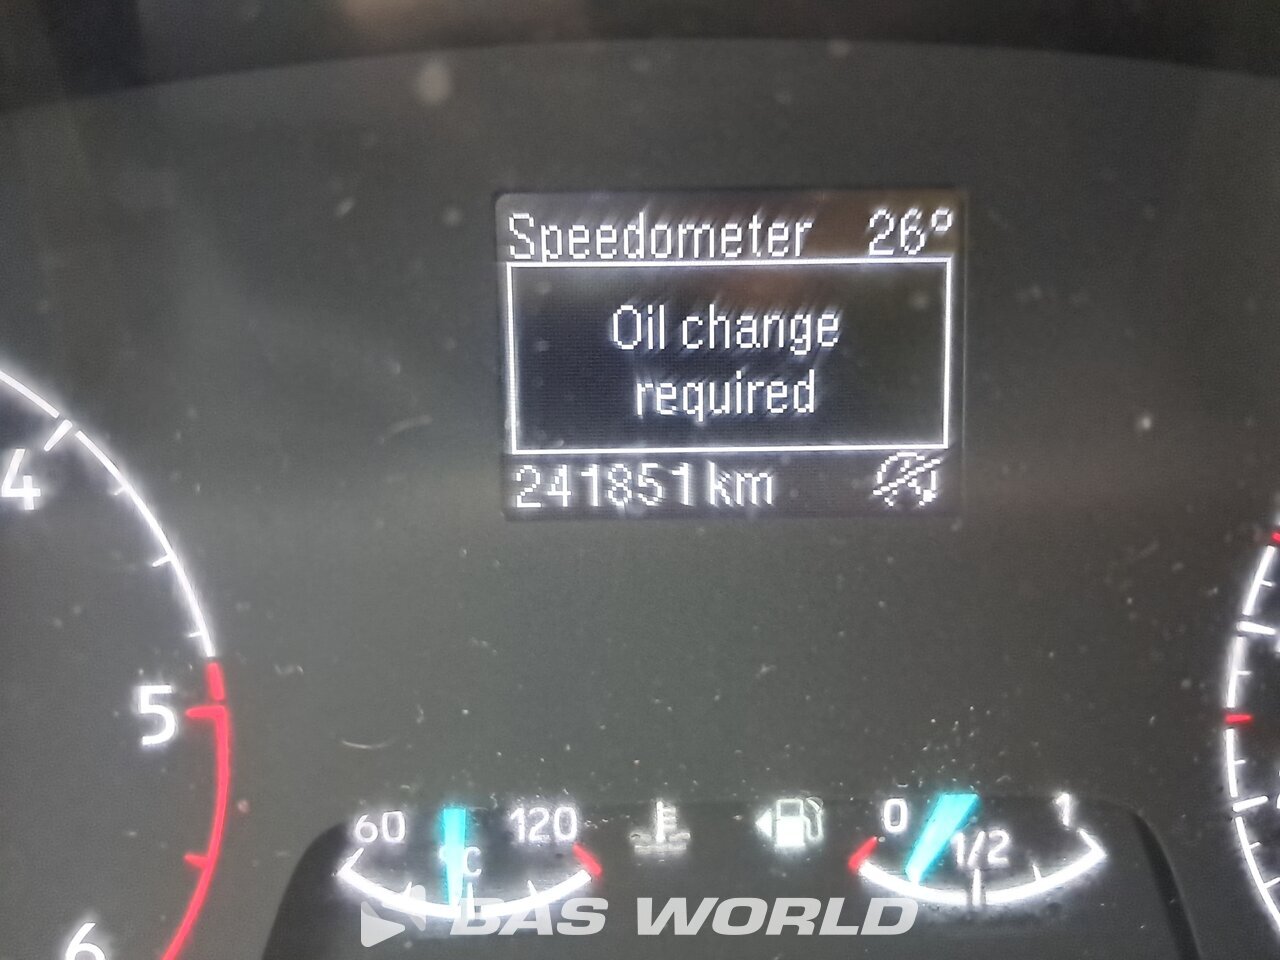 Speedometer 26°
Oil change
required
241851 km
4
5
6
60 120
°C
0 1/2 1
BAS WORLD